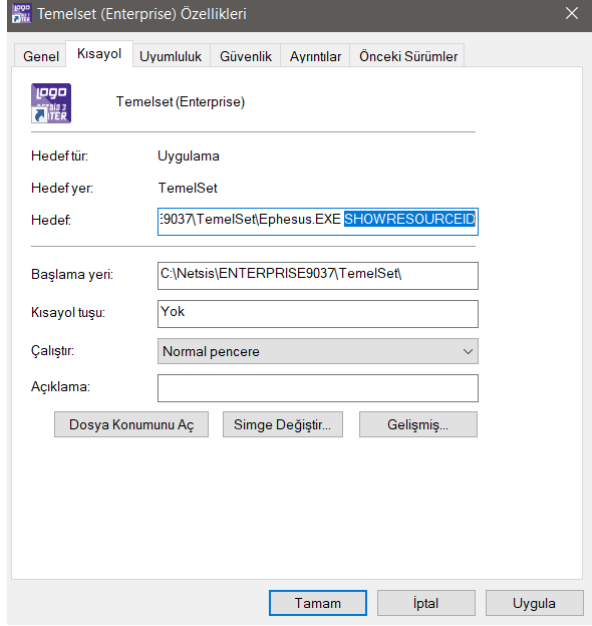 Temelset (Enterprise) Özellikleri
Genel Kısayol Uyumluluk Güvenlik Ayrıntılar Önceki Sürümler
Temelset (Enterprise)
Hedef tür: Uygulama
Hedef yer: TemelSet
Hedef: E9037\TemelSet\Ephesus.EXE SHOWRESOURCEID
Başlama yeri: C:\Netsis\ENTERPRISE9037\TemelSet\
Kısayol tuşu: Yok
Çalıştır: Normal pencere
Açıklama:
Dosya Konumunu Aç Simge Değiştir... Gelişmiş...
Tamam İptal Uygula